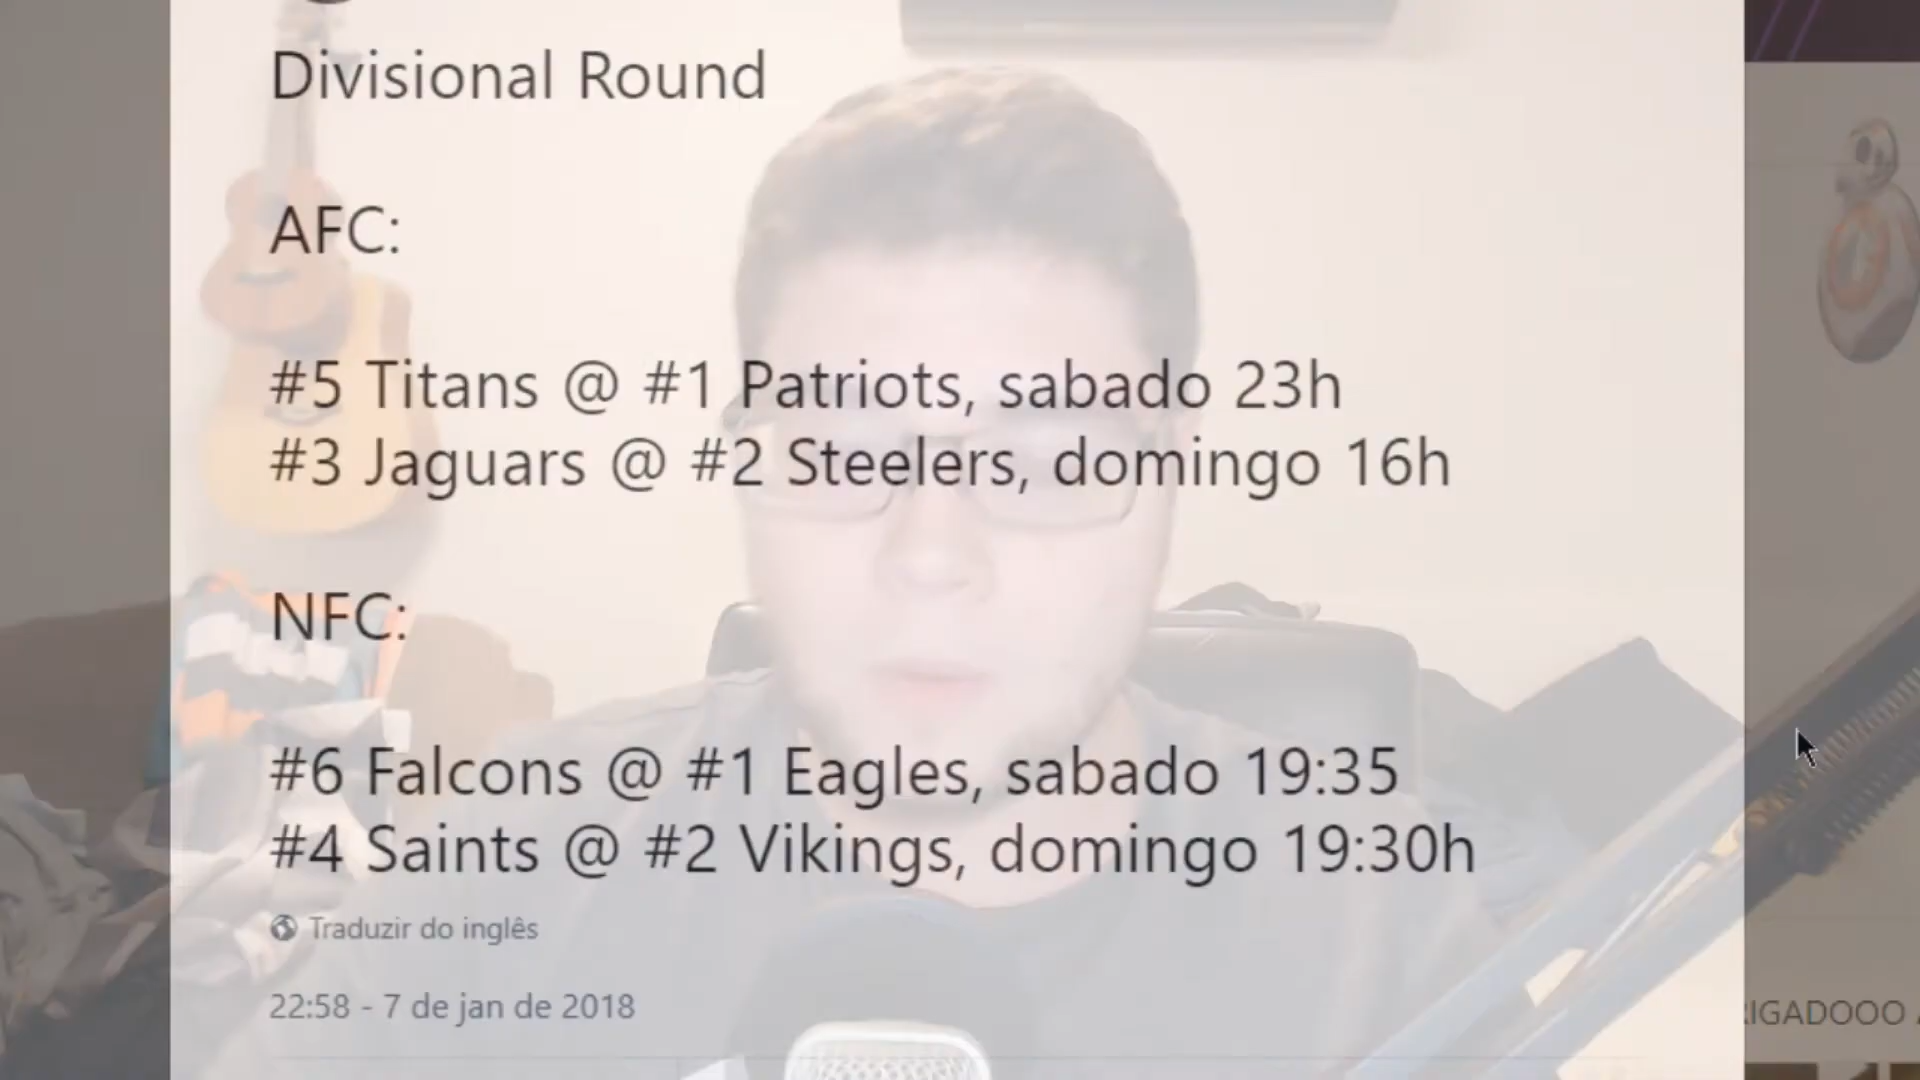 Divisional Round
AFC:
#5 Titans @ #1 Patriots, sabado 23h
#3 Jaguars @ #2 Steelers, domingo 16h
NFC:
#6 Falcons @ #1 Eagles, sabado 19:35
#4 Saints @ #2 Vikings, domingo 19:30h
Traduzir do inglês
22:58 - 7 de jan de 2018